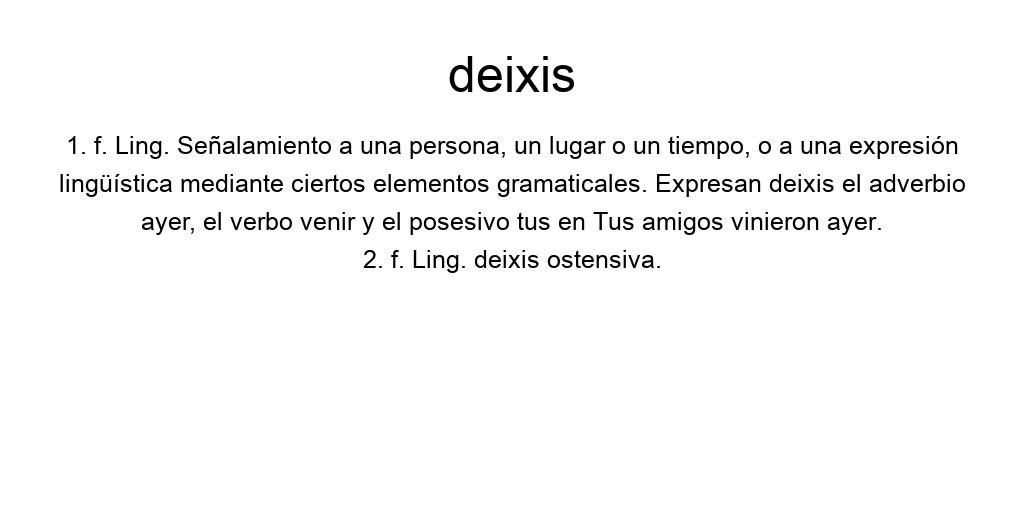 deixis
1. f. Ling. Señalamiento a una persona, un lugar o un tiempo, o a una expresión
lingüística mediante ciertos elementos gramaticales. Expresan deixis el adverbio
ayer, el verbo venir y el posesivo tus en Tus amigos vinieron ayer.
2. f. Ling. deixis ostensiva.